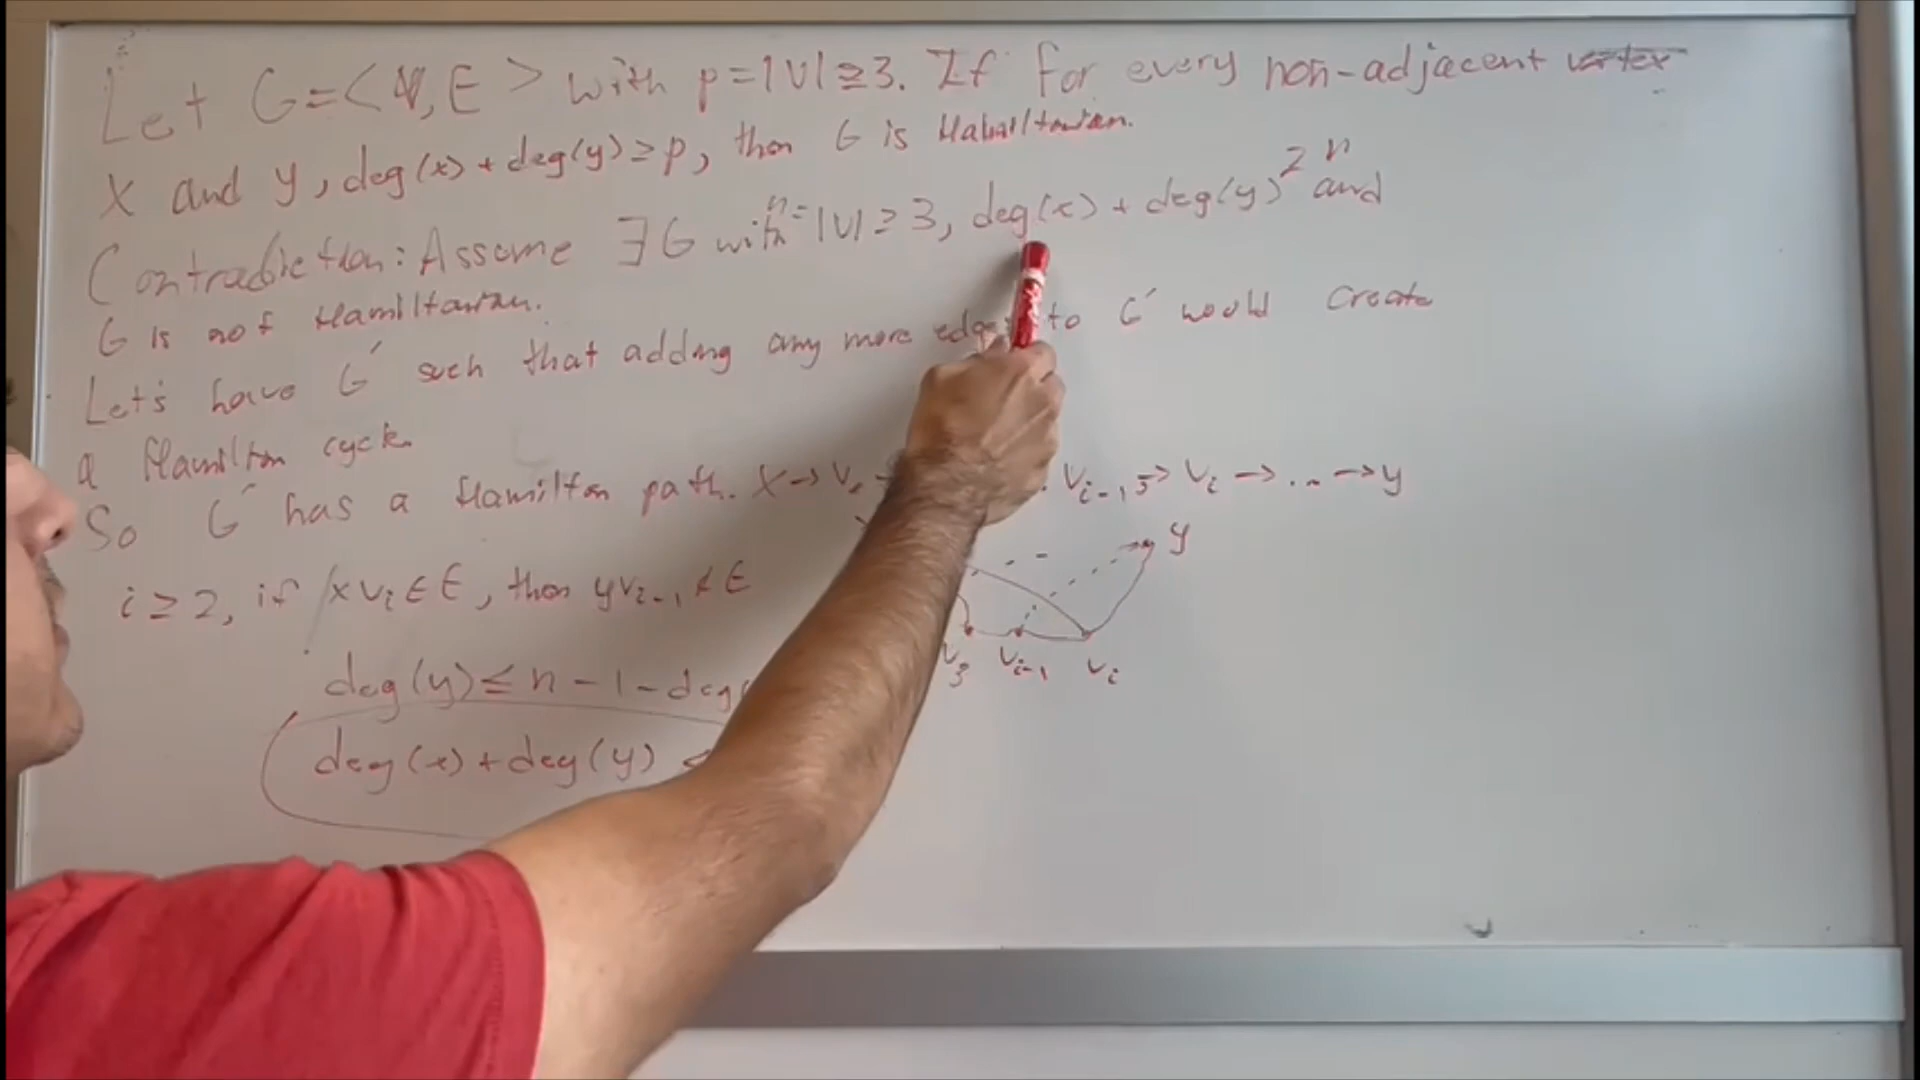 Let G=<V,E> with p=|V|≥3. If for every non-adjacent vertex
x and y, deg(x)+deg(y)≥p, then G is Hamiltonian.
Contradiction: Assume ∃G with n=|V|≥3, deg(x)+deg(y)≥n and
G is not Hamiltonian.
Let's have G' such that adding any more edges to G' would create
a Hamilton cycle.
So G' has a Hamilton path. x→v V_{i-1}→V_i→...→y
i≥2, if xv_i∈E, then yv_{i-1}∉E
y
v_3 v_{i-1} v_i
deg(y)≤n-1-deg
deg(x)+deg(y)